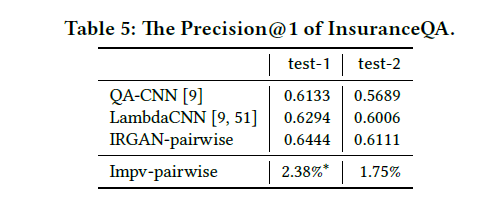 Table 5: The Precision@1 of InsuranceQA.
test-1 test-2
QA-CNN [9] 0.6133 0.5689
LambdaCNN [9, 51] 0.6294 0.6006
IRGAN-pairwise 0.6444 0.6111
Impv-pairwise 2.38%* 1.75%